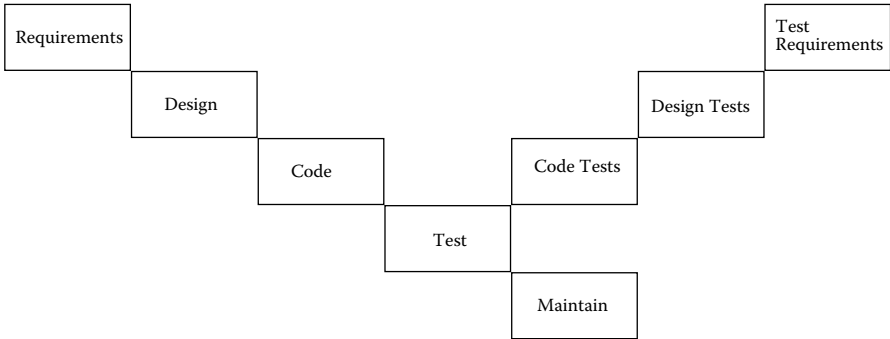 Requirements
Test
Requirements
Design
Design Tests
Code
Code Tests
Test
Maintain